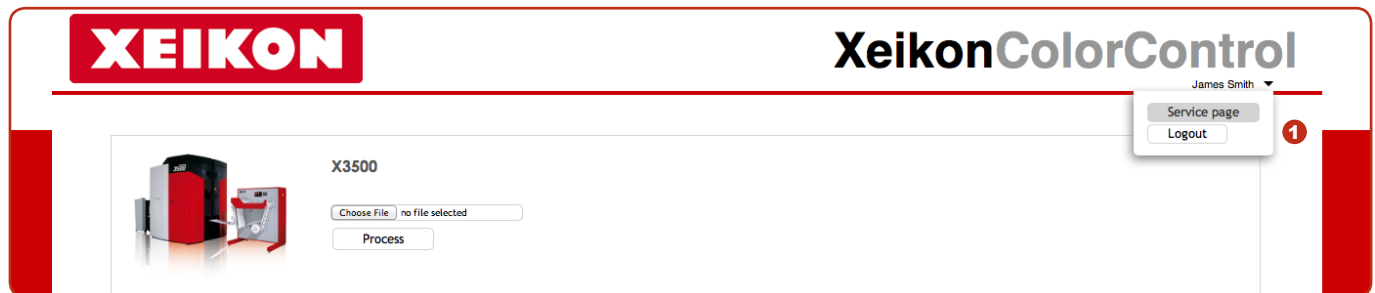 XEIKON
XeikonColorControl
James Smith
Service page
Logout
1
X3500
Choose File no file selected
Process